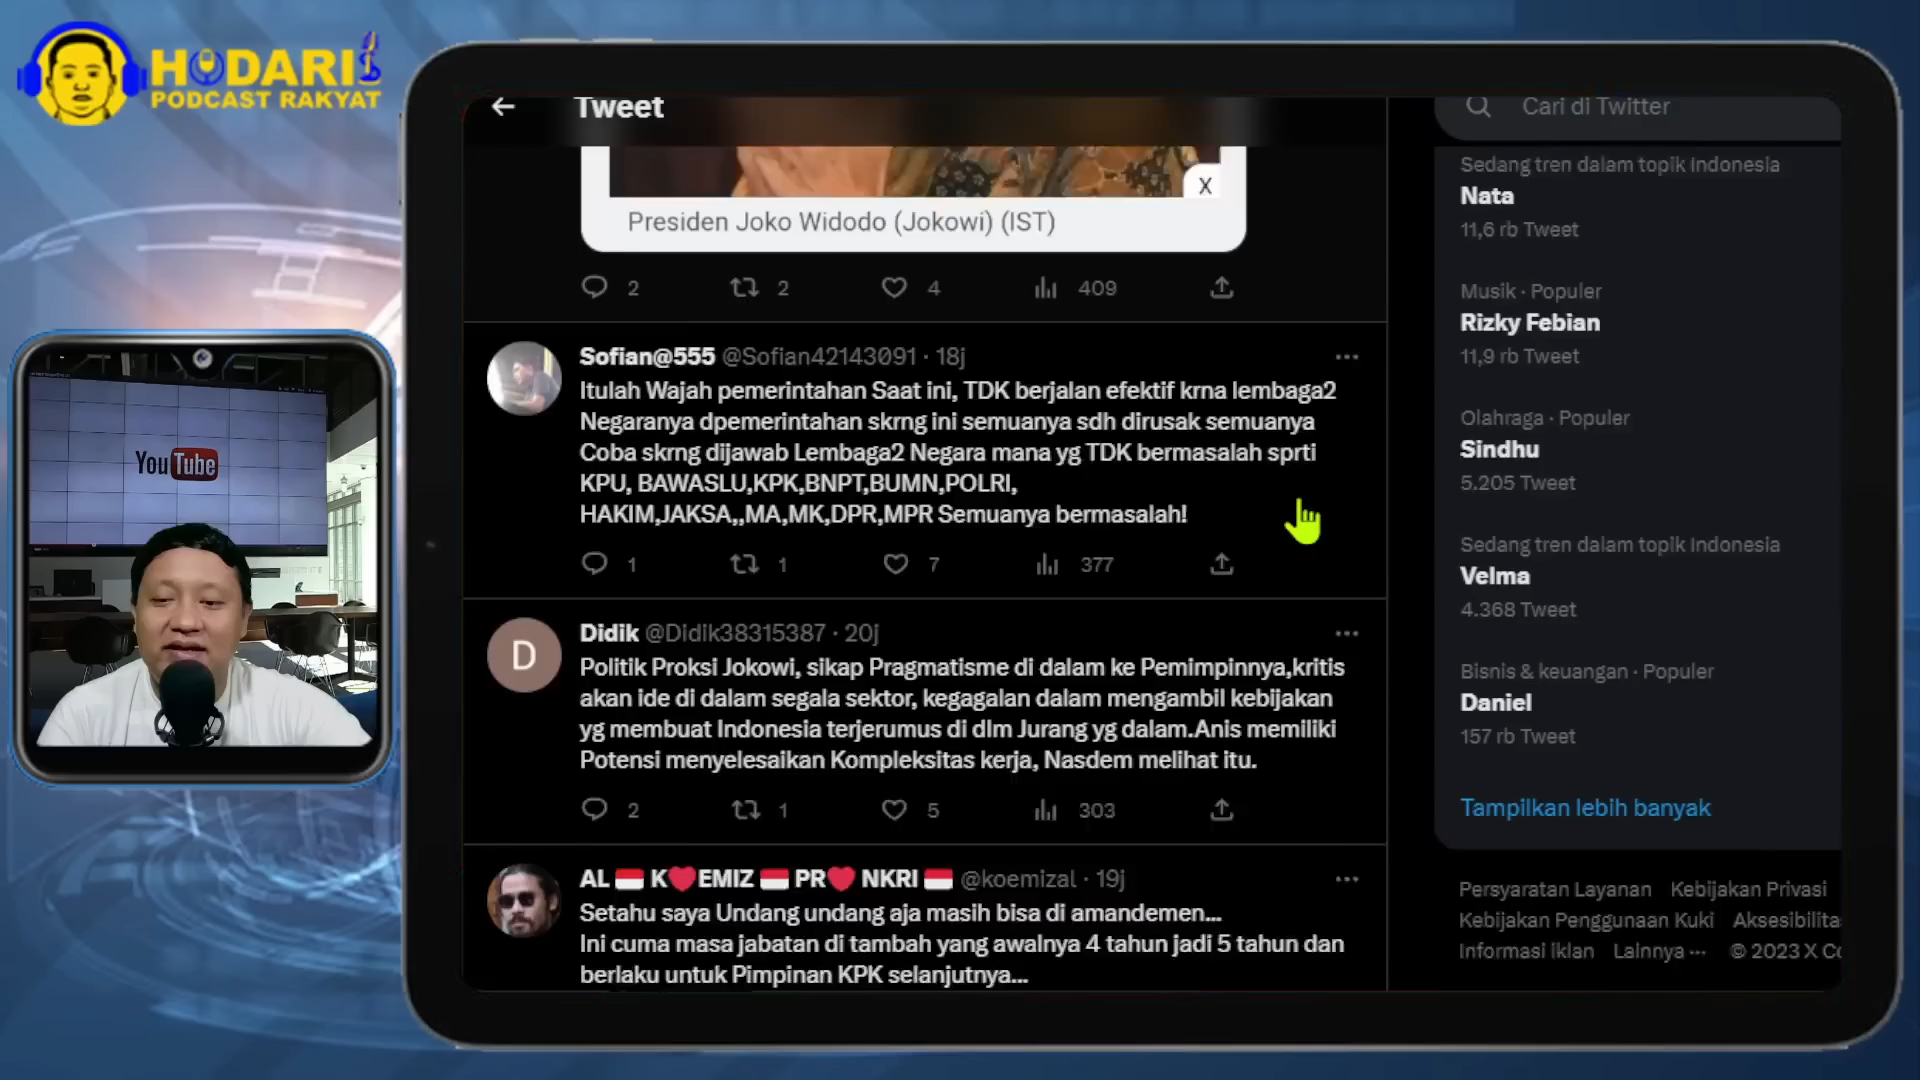 HODARI
PODCAST RAKYAT
YouTube
Tweet
Cari di Twitter
X
Presiden Joko Widodo (Jokowi) (IST)
2 2 4 409
Sofian@555 @Sofian42143091 · 18j
Itulah Wajah pemerintahan Saat ini, TDK berjalan efektif krna lembaga2
Negaranya dpemerintahan skrng ini semuanya sdh dirusak semuanya
Coba skrng dijawab Lembaga2 Negara mana yg TDK bermasalah sprti
KPU, BAWASLU,KPK,BNPT,BUMN,POLRI,
HAKIM,JAKSA,,MA,MK,DPR,MPR Semuanya bermasalah!
1 1 7 377
D
Didik @Didik38315387 · 20j
Politik Proksi Jokowi, sikap Pragmatisme di dalam ke Pemimpinnya,kritis
akan ide di dalam segala sektor, kegagalan dalam mengambil kebijakan
yg membuat Indonesia terjerumus di dlm Jurang yg dalam.Anis memiliki
Potensi menyelesaikan Kompleksitas kerja, Nasdem melihat itu.
2 1 5 303
AL 🇮🇩 K❤️EMIZ 🇮🇩 PR❤️ NKRI 🇮🇩 @koemizal · 19j
Setahu saya Undang undang aja masih bisa di amandemen...
Ini cuma masa jabatan di tambah yang awalnya 4 tahun jadi 5 tahun dan
berlaku untuk Pimpinan KPK selanjutnya...
Sedang tren dalam topik Indonesia
Nata
11,6 rb Tweet
Musik · Populer
Rizky Febian
11,9 rb Tweet
Olahraga · Populer
Sindhu
5.205 Tweet
Sedang tren dalam topik Indonesia
Velma
4.368 Tweet
Bisnis & keuangan · Populer
Daniel
157 rb Tweet
Tampilkan lebih banyak
Persyaratan Layanan Kebijakan Privasi
Kebijakan Penggunaan Kuki Aksesibilita
Informasi iklan Lainnya ··· © 2023 X Co